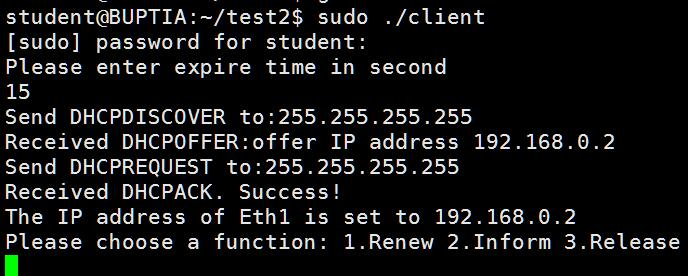 student@BUPTIA:~/test2$ sudo ./client
[sudo] password for student:
Please enter expire time in second
15
Send DHCPDISCOVER to:255.255.255.255
Received DHCPOFFER:offer IP address 192.168.0.2
Send DHCPREQUEST to:255.255.255.255
Received DHCPACK. Success!
The IP address of Eth1 is set to 192.168.0.2
Please choose a function: 1.Renew 2.Inform 3.Release